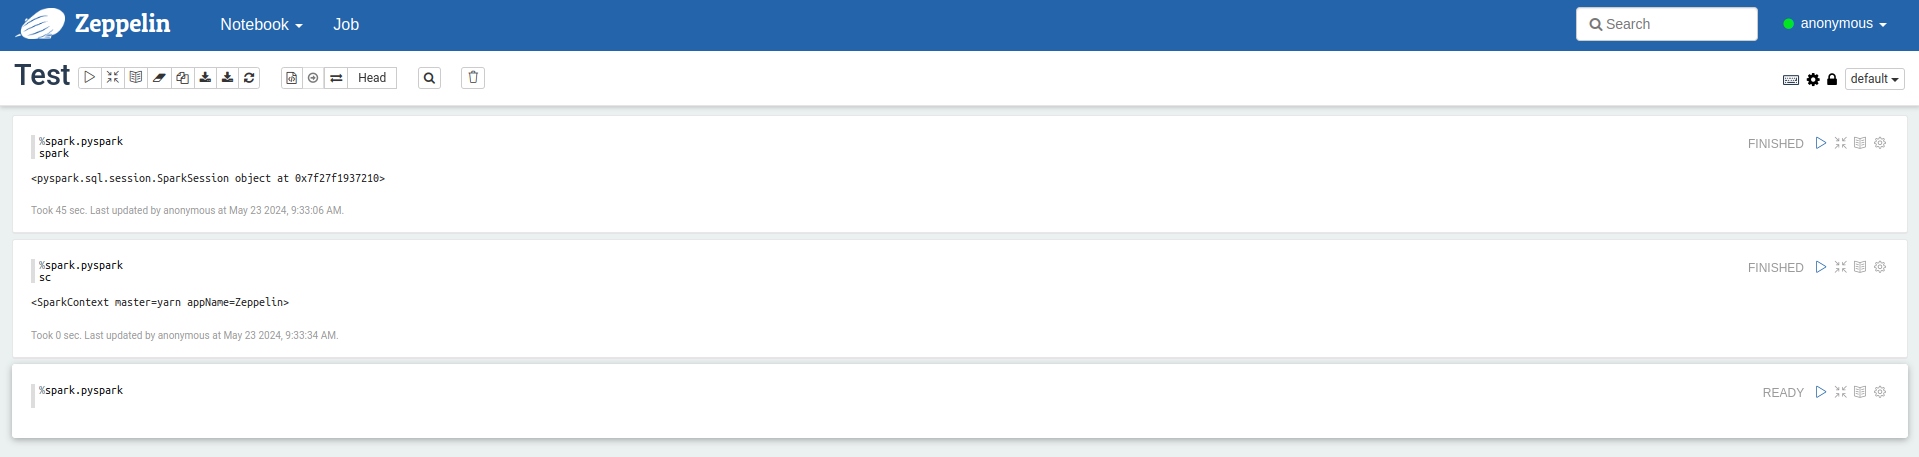 Zeppelin Notebook Job Search anonymous
Test Head default
%spark.pyspark FINISHED
spark
<pyspark.sql.session.SparkSession object at 0x7f27f1937210>
Took 45 sec. Last updated by anonymous at May 23 2024, 9:33:06 AM.
%spark.pyspark FINISHED
sc
<SparkContext master=yarn appName=Zeppelin>
Took 0 sec. Last updated by anonymous at May 23 2024, 9:33:34 AM.
%spark.pyspark READY